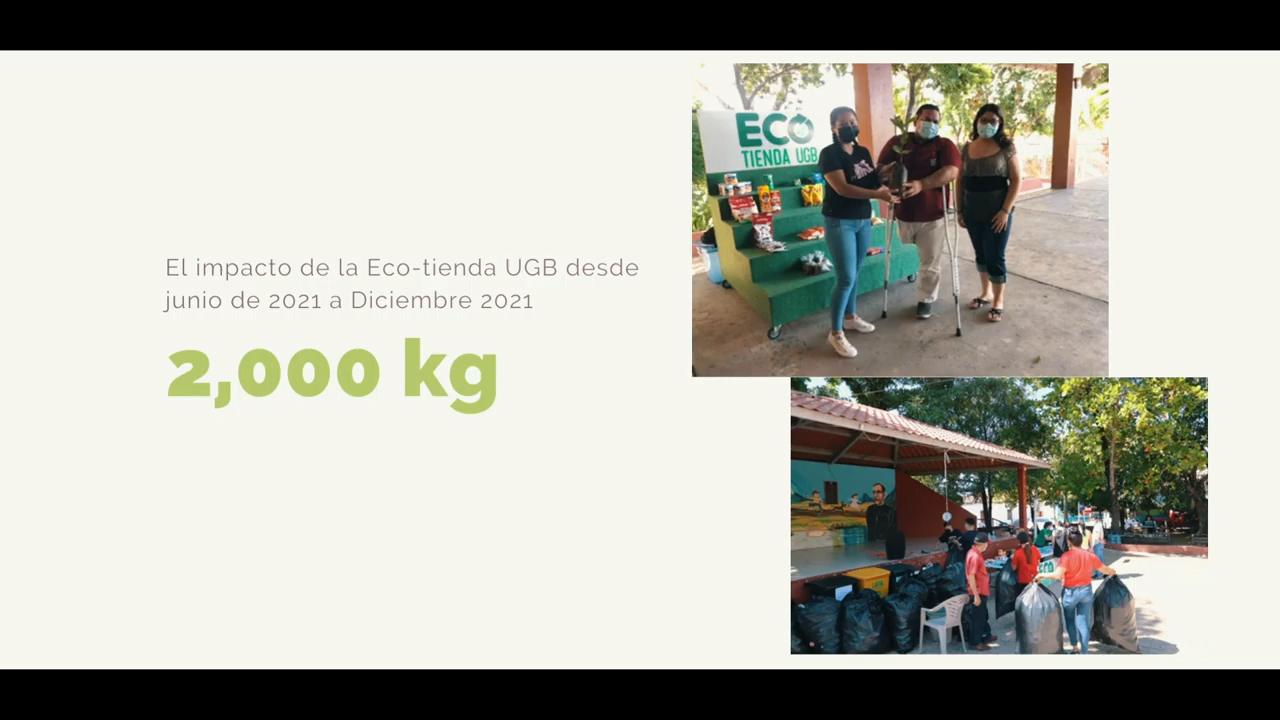 El impacto de la Eco-tienda UGB desde
junio de 2021 a Diciembre 2021
2,000 kg
ECO
TIENDA UGB
ECO